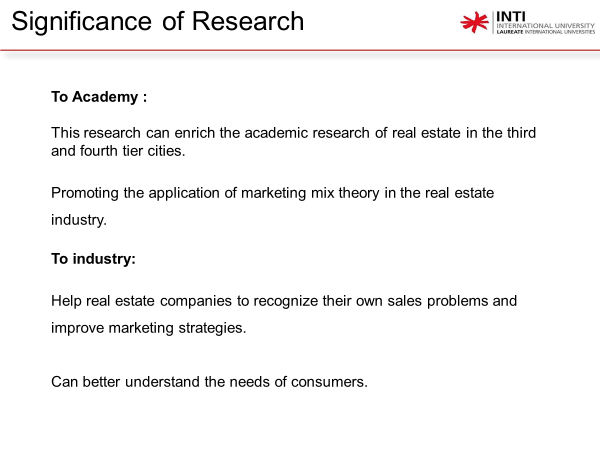 Significance of Research
INTI
INTERNATIONAL UNIVERSITY
LAUREATE INTERNATIONAL UNIVERSITIES
To Academy :
This research can enrich the academic research of real estate in the third
and fourth tier cities.
Promoting the application of marketing mix theory in the real estate
industry.
To industry:
Help real estate companies to recognize their own sales problems and
improve marketing strategies.
Can better understand the needs of consumers.